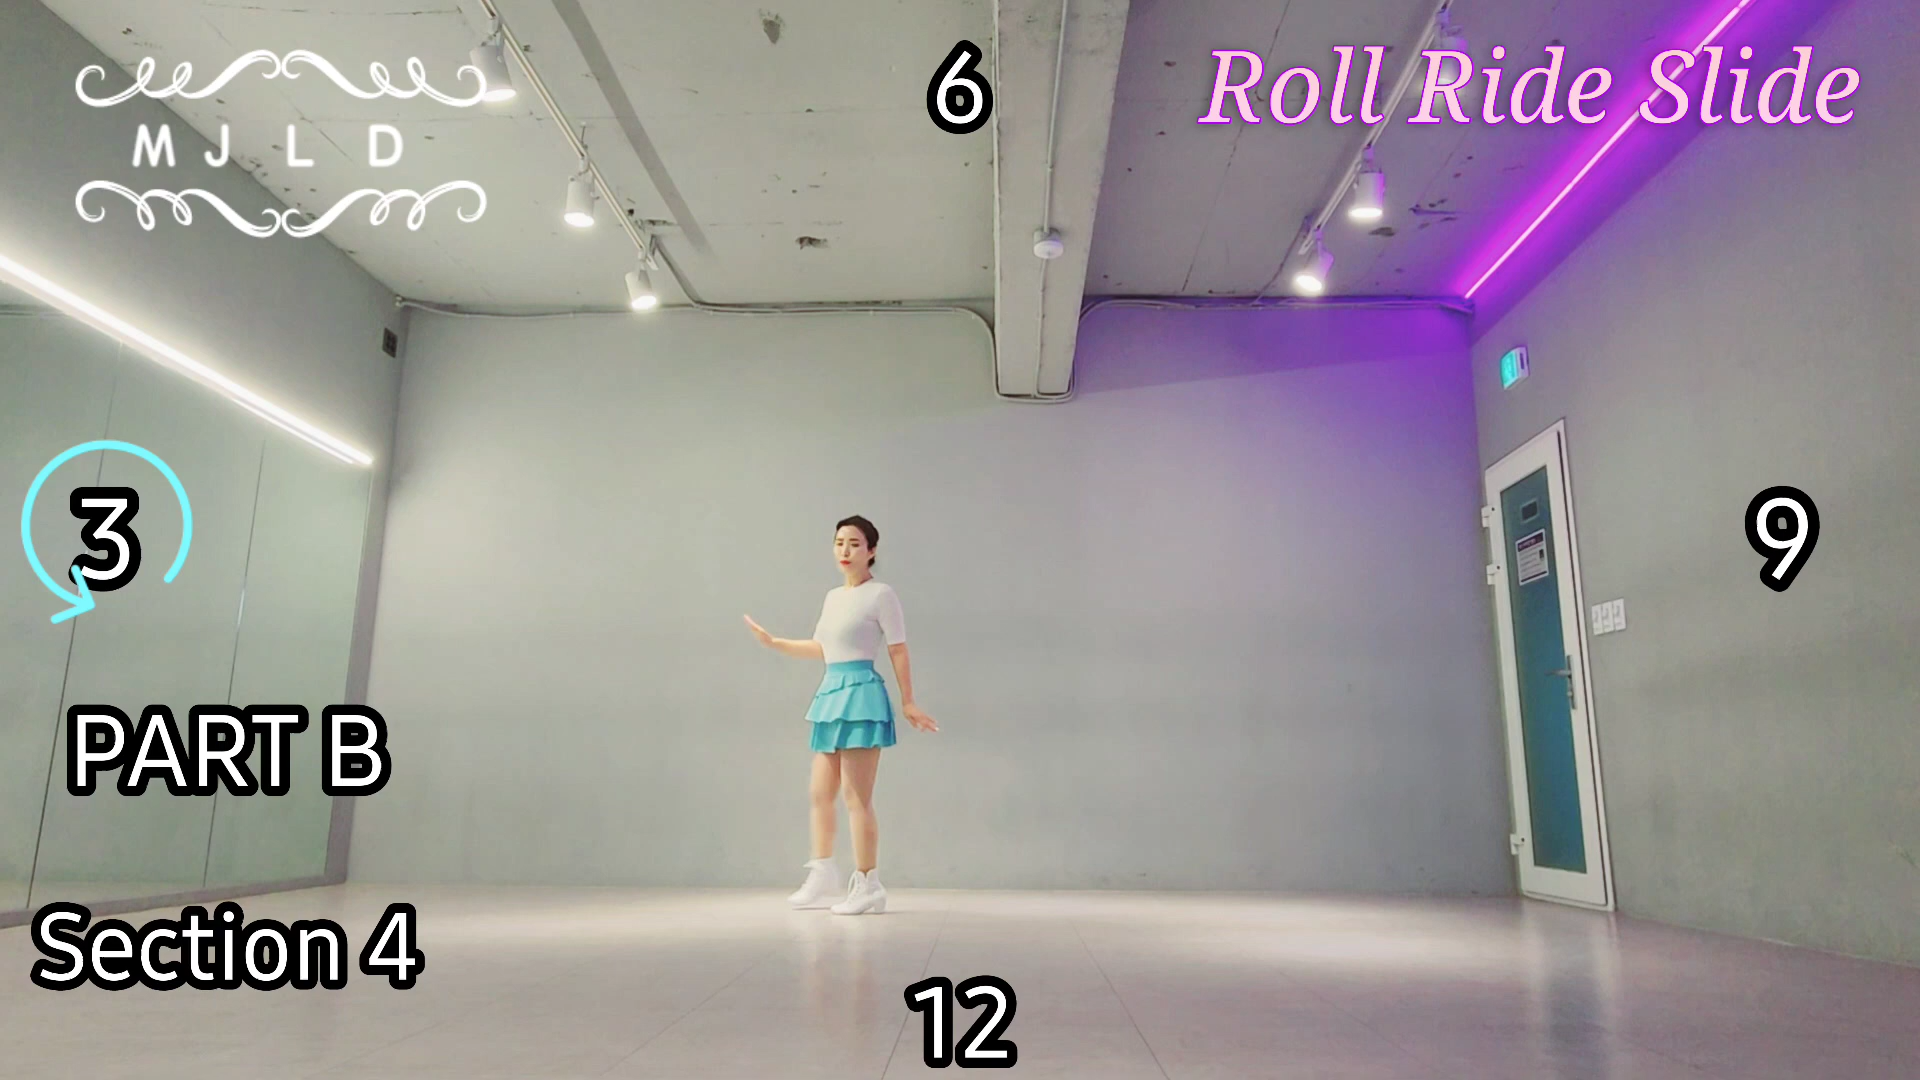 M J L D
6
Roll Ride Slide
3
9
PART B
Section 4
12